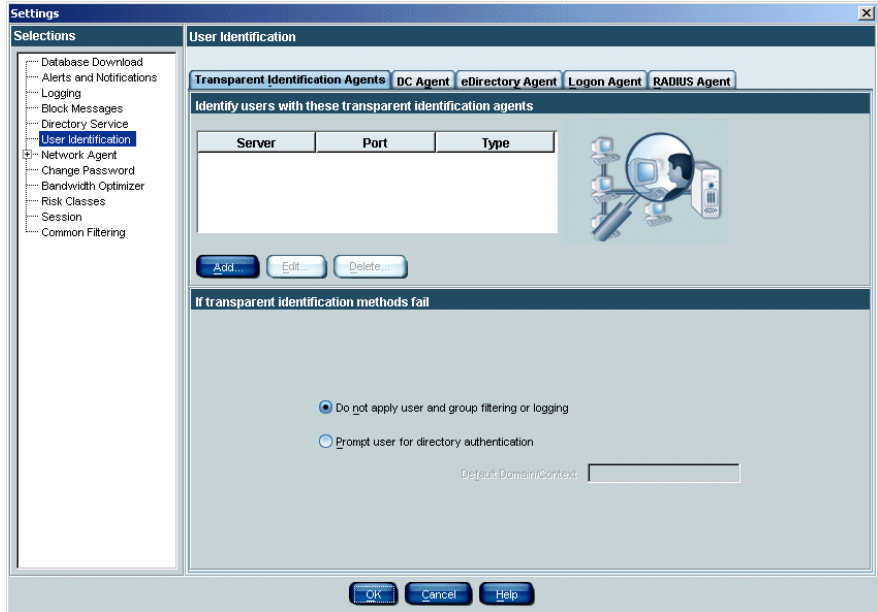 Settings
Selections
Database Download
Alerts and Notifications
Logging
Block Messages
Directory Service
User Identification
Network Agent
Change Password
Bandwidth Optimizer
Risk Classes
Session
Common Filtering
User Identification
Transparent Identification Agents DC Agent eDirectory Agent Logon Agent RADIUS Agent
Identify users with these transparent identification agents
Server Port Type
Add... Edit... Delete...
If transparent identification methods fail
Do not apply user and group filtering or logging
Prompt user for directory authentication
Default Domain/Context
OK Cancel Help